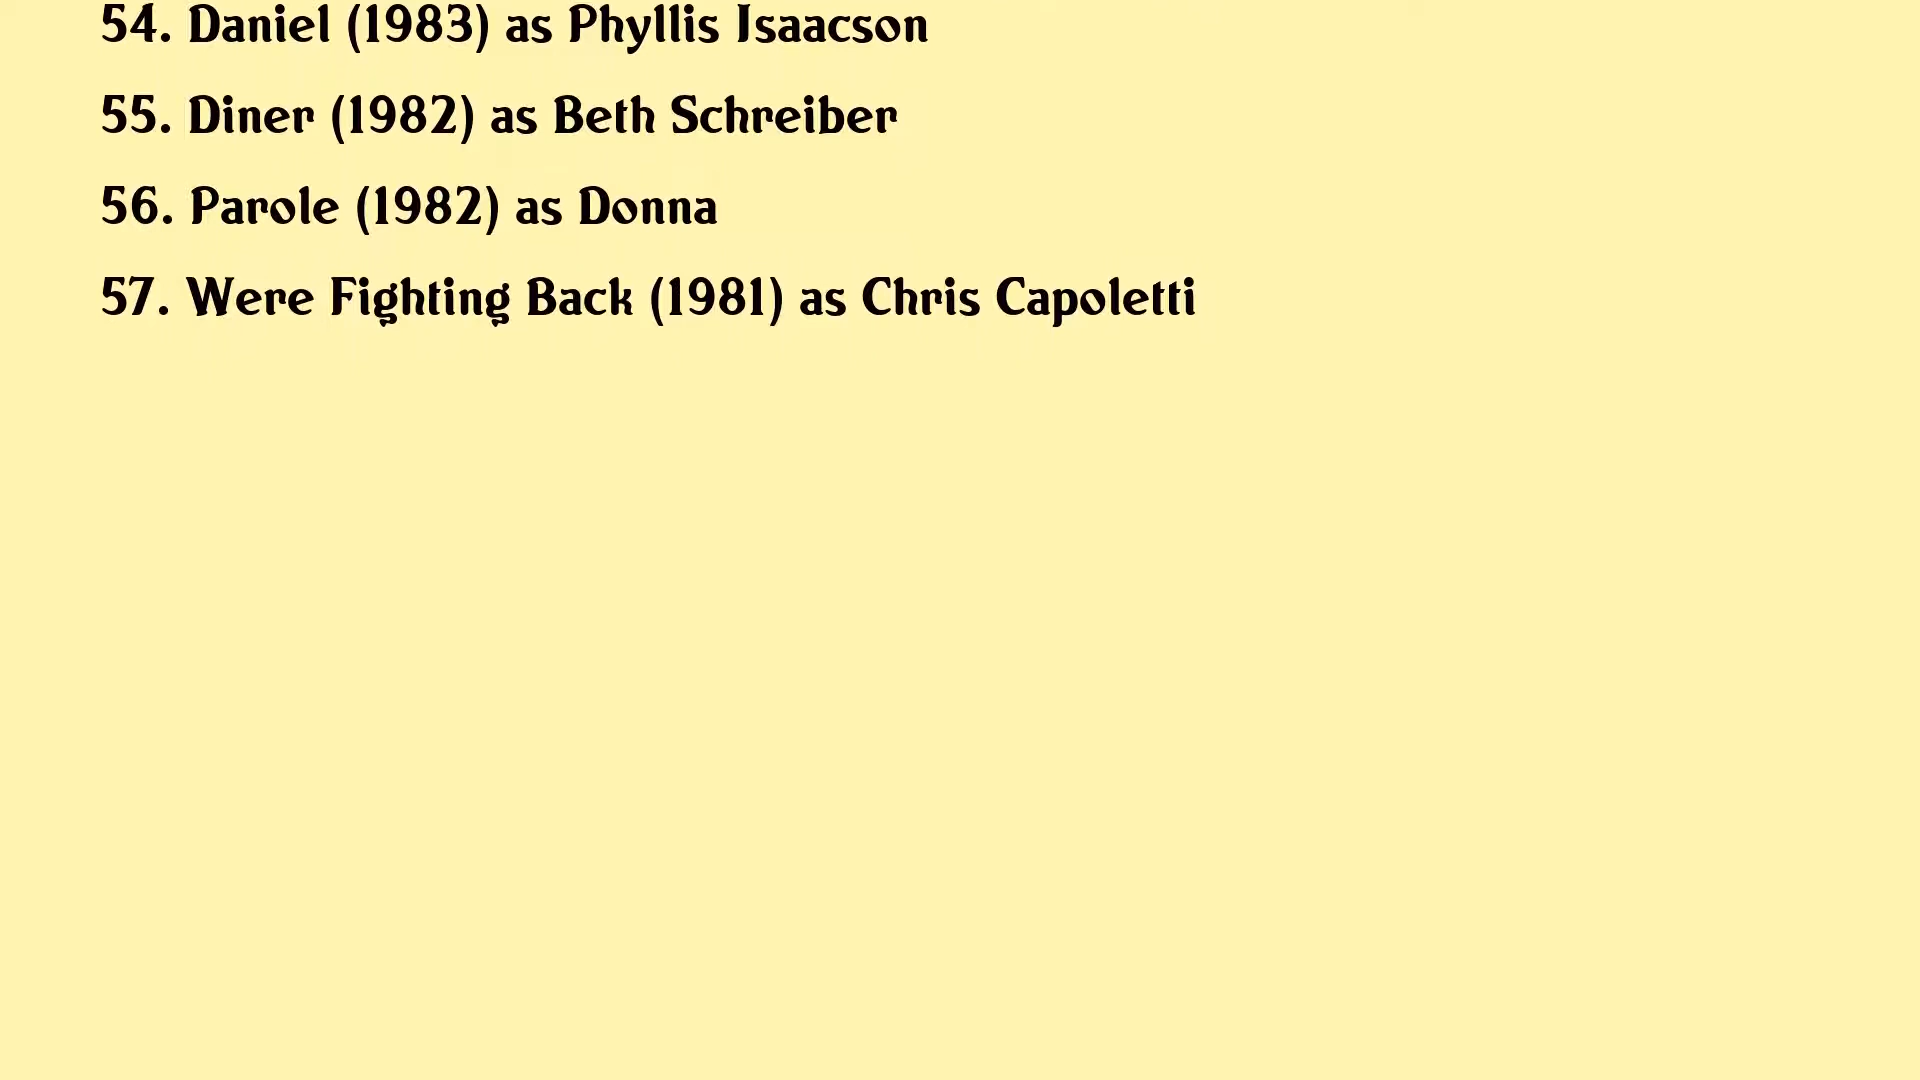 54. Daniel (1983) as Phyllis Isaacson
55. Diner (1982) as Beth Schreiber
56. Parole (1982) as Donna
57. Were Fighting Back (1981) as Chris Capoletti